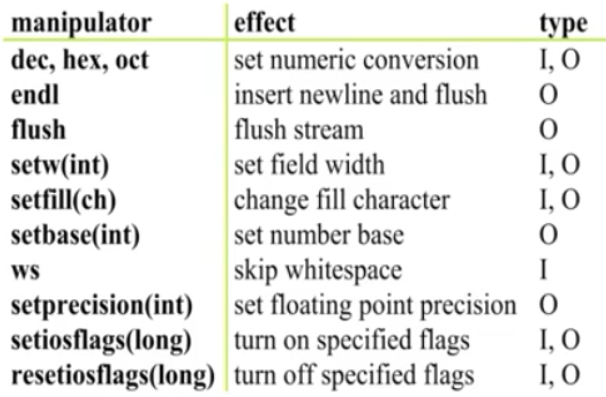 manipulator effect type
dec, hex, oct set numeric conversion I, O
endl insert newline and flush O
flush flush stream O
setw(int) set field width I, O
setfill(ch) change fill character I, O
setbase(int) set number base O
ws skip whitespace I
setprecision(int) set floating point precision O
setiosflags(long) turn on specified flags I, O
resetiosflags(long) turn off specified flags I, O